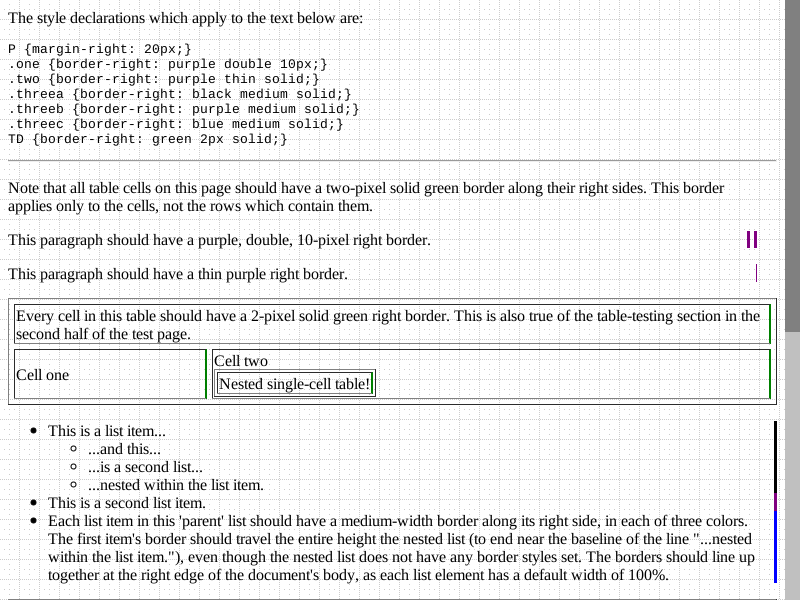 The style declarations which apply to the text below are:
P {margin-right: 20px;}
.one {border-right: purple double 10px;}
.two {border-right: purple thin solid;}
.threea {border-right: black medium solid;}
.threeb {border-right: purple medium solid;}
.threec {border-right: blue medium solid;}
TD {border-right: green 2px solid;}
Note that all table cells on this page should have a two-pixel solid green border along their right sides. This border
applies only to the cells, not the rows which contain them.
This paragraph should have a purple, double, 10-pixel right border.
This paragraph should have a thin purple right border.
Every cell in this table should have a 2-pixel solid green right border. This is also true of the table-testing section in the
second half of the test page.
Cell one
Cell two
Nested single-cell table!
This is a list item...
...and this...
...is a second list...
...nested within the list item.
This is a second list item.
Each list item in this 'parent' list should have a medium-width border along its right side, in each of three colors.
The first item's border should travel the entire height the nested list (to end near the baseline of the line "...nested
within the list item."), even though the nested list does not have any border styles set. The borders should line up
together at the right edge of the document's body, as each list element has a default width of 100%.